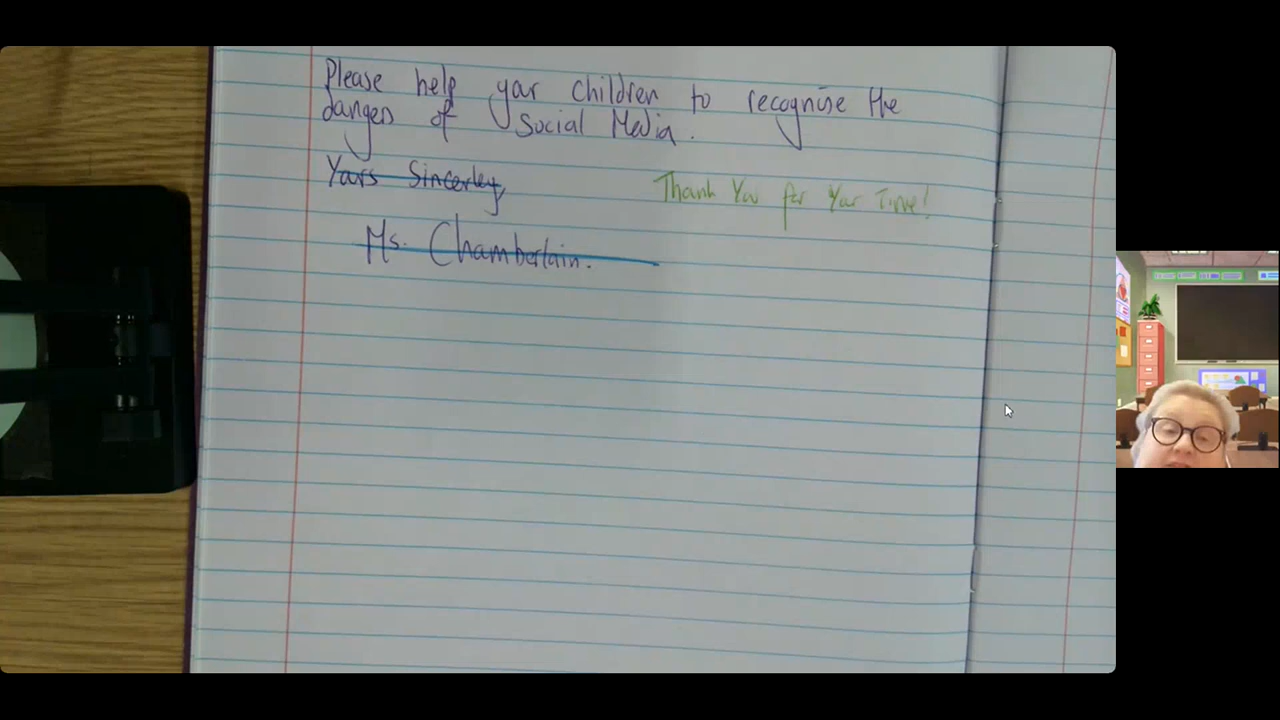 Please help your children to recognise the
dangers of Social Media.
Yours Sincerley, Thank You for Your Time!
Ms. Chamberlain.